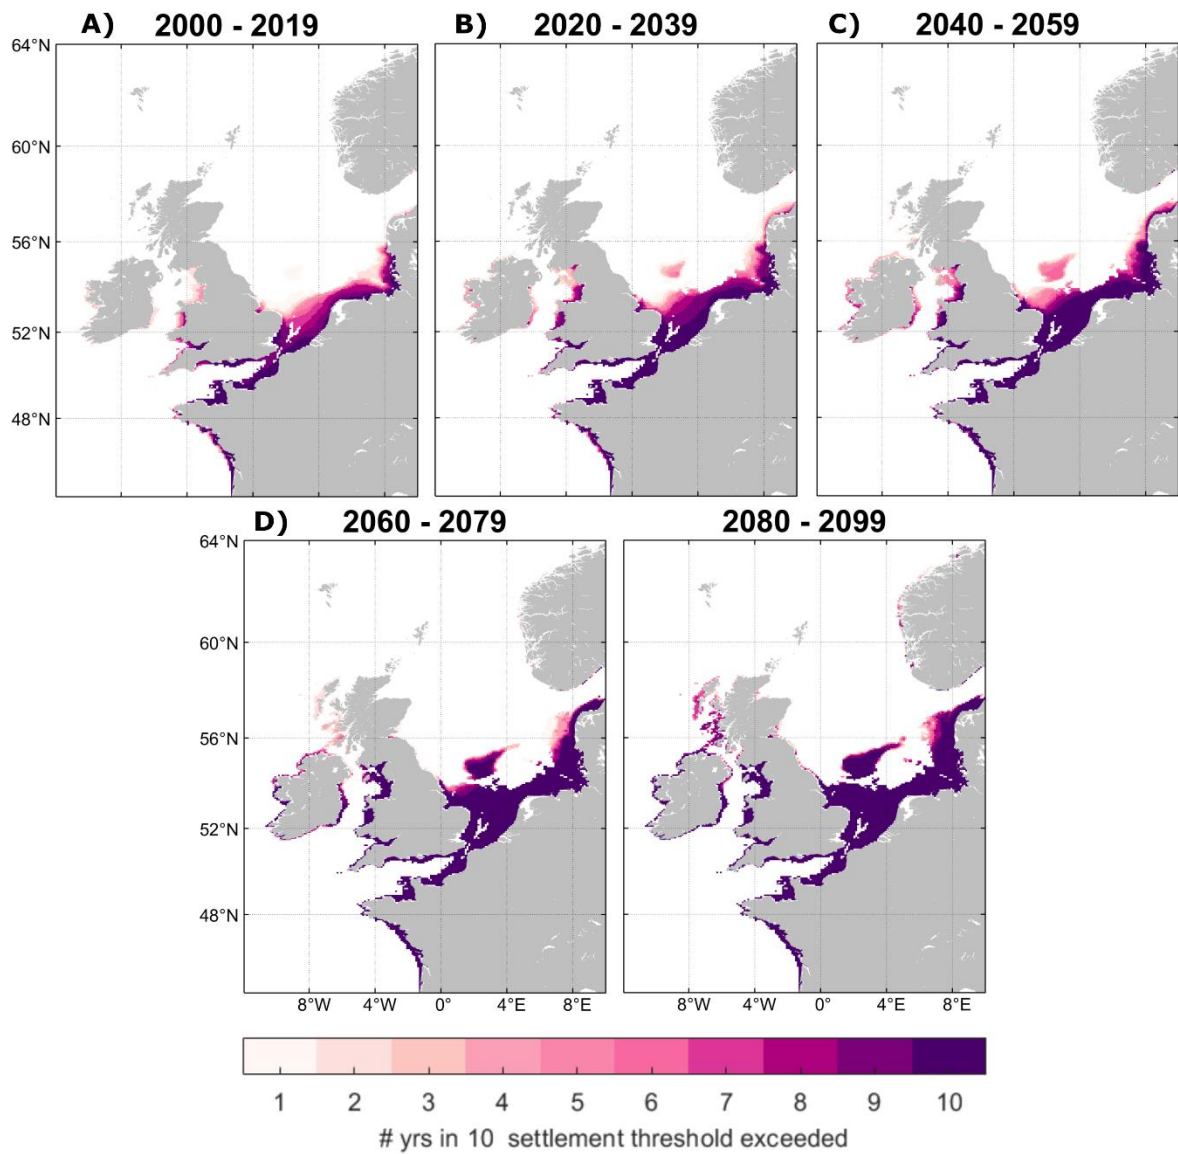 A) 2000 - 2019 B) 2020 - 2039 C) 2040 - 2059
64°N
60°N
56°N
52°N
48°N
D) 2060 - 2079 2080 - 2099
64°N
60°N
56°N
52°N
48°N
8°W 4°W 0° 4°E 8°E 8°W 4°W 0° 4°E 8°E
1 2 3 4 5 6 7 8 9 10
# yrs in 10 settlement threshold exceeded